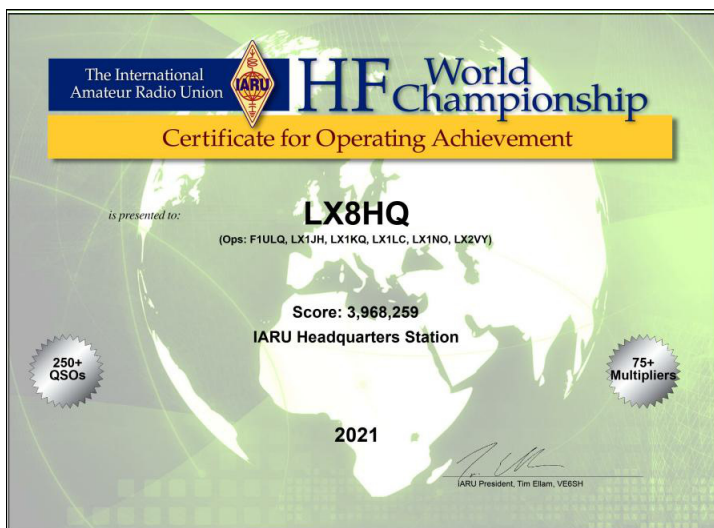 The International
Amateur Radio Union
IARU
HF World
Championship
Certificate for Operating Achievement
is presented to:
LX8HQ
(Ops: F1ULQ, LX1JH, LX1KQ, LX1LC, LX1NO, LX2VY)
Score: 3,968,259
IARU Headquarters Station
250+
QSOs
75+
Multipliers
2021
IARU President, Tim Ellam, VE6SH